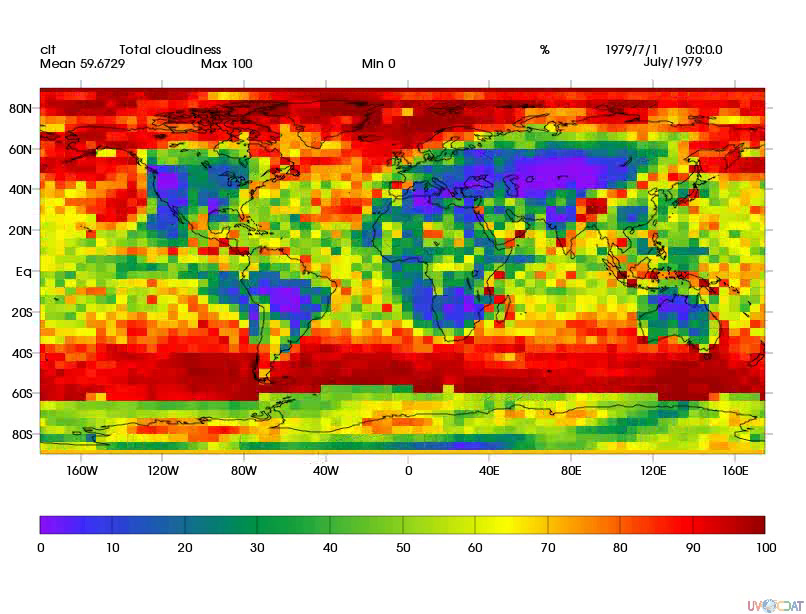 clt Total cloudiness % 1979/7/1 0:0:0.0
Mean 59.6729 Max 100 Min 0 July/1979
80N
60N
40N
20N
Eq
20S
40S
60S
80S
160W 120W 80W 40W 0 40E 80E 120E 160E
0 10 20 30 40 50 60 70 80 90 100
UV CDAT